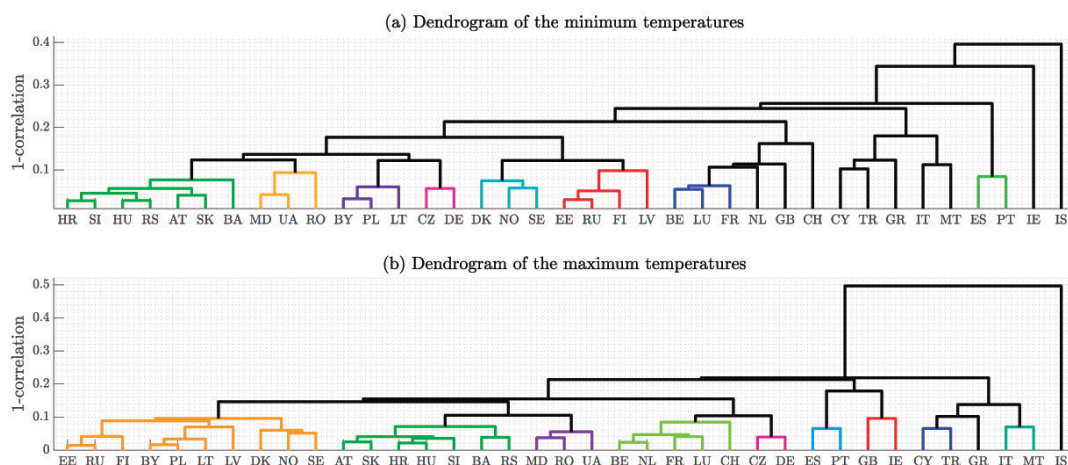 (a) Dendrogram of the minimum temperatures
0.4
0.3
0.2
0.1
1-correlation
HR SI HU RS AT SK BA MD UA RO BY PL LT CZ DE DK NO SE EE RU FI LV BE LU FR NL GB CH CY TR GR IT MT ES PT IE IS
(b) Dendrogram of the maximum temperatures
0.5
0.4
0.3
0.2
0.1
0
1-correlation
EE RU FI BY PL LT LV DK NO SE AT SK HR HU SI BA RS MD RO UA BE NL FR LU CH CZ DE ES PT GB IE CY TR GR IT MT IS